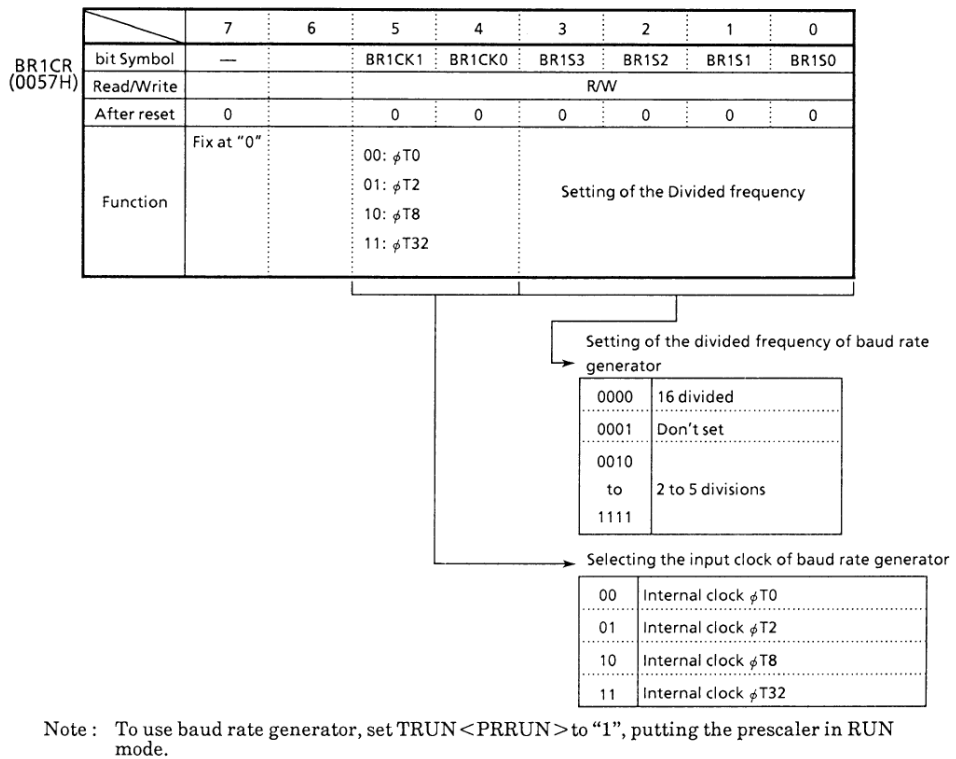 7 6 5 4 3 2 1 0
BR1CR
(0057H)
bit Symbol — BR1CK1 BR1CK0 BR1S3 BR1S2 BR1S1 BR1S0
Read/Write R/W
After reset 0 0 0 0 0 0 0
Function
Fix at "0"
00: φT0
01: φT2
10: φT8
11: φT32
Setting of the Divided frequency
Setting of the divided frequency of baud rate
generator
0000 16 divided
0001 Don't set
0010
to 2 to 5 divisions
1111
Selecting the input clock of baud rate generator
00 Internal clock φT0
01 Internal clock φT2
10 Internal clock φT8
11 Internal clock φT32
Note : To use baud rate generator, set TRUN<PRRUN>to "1", putting the prescaler in RUN
mode.